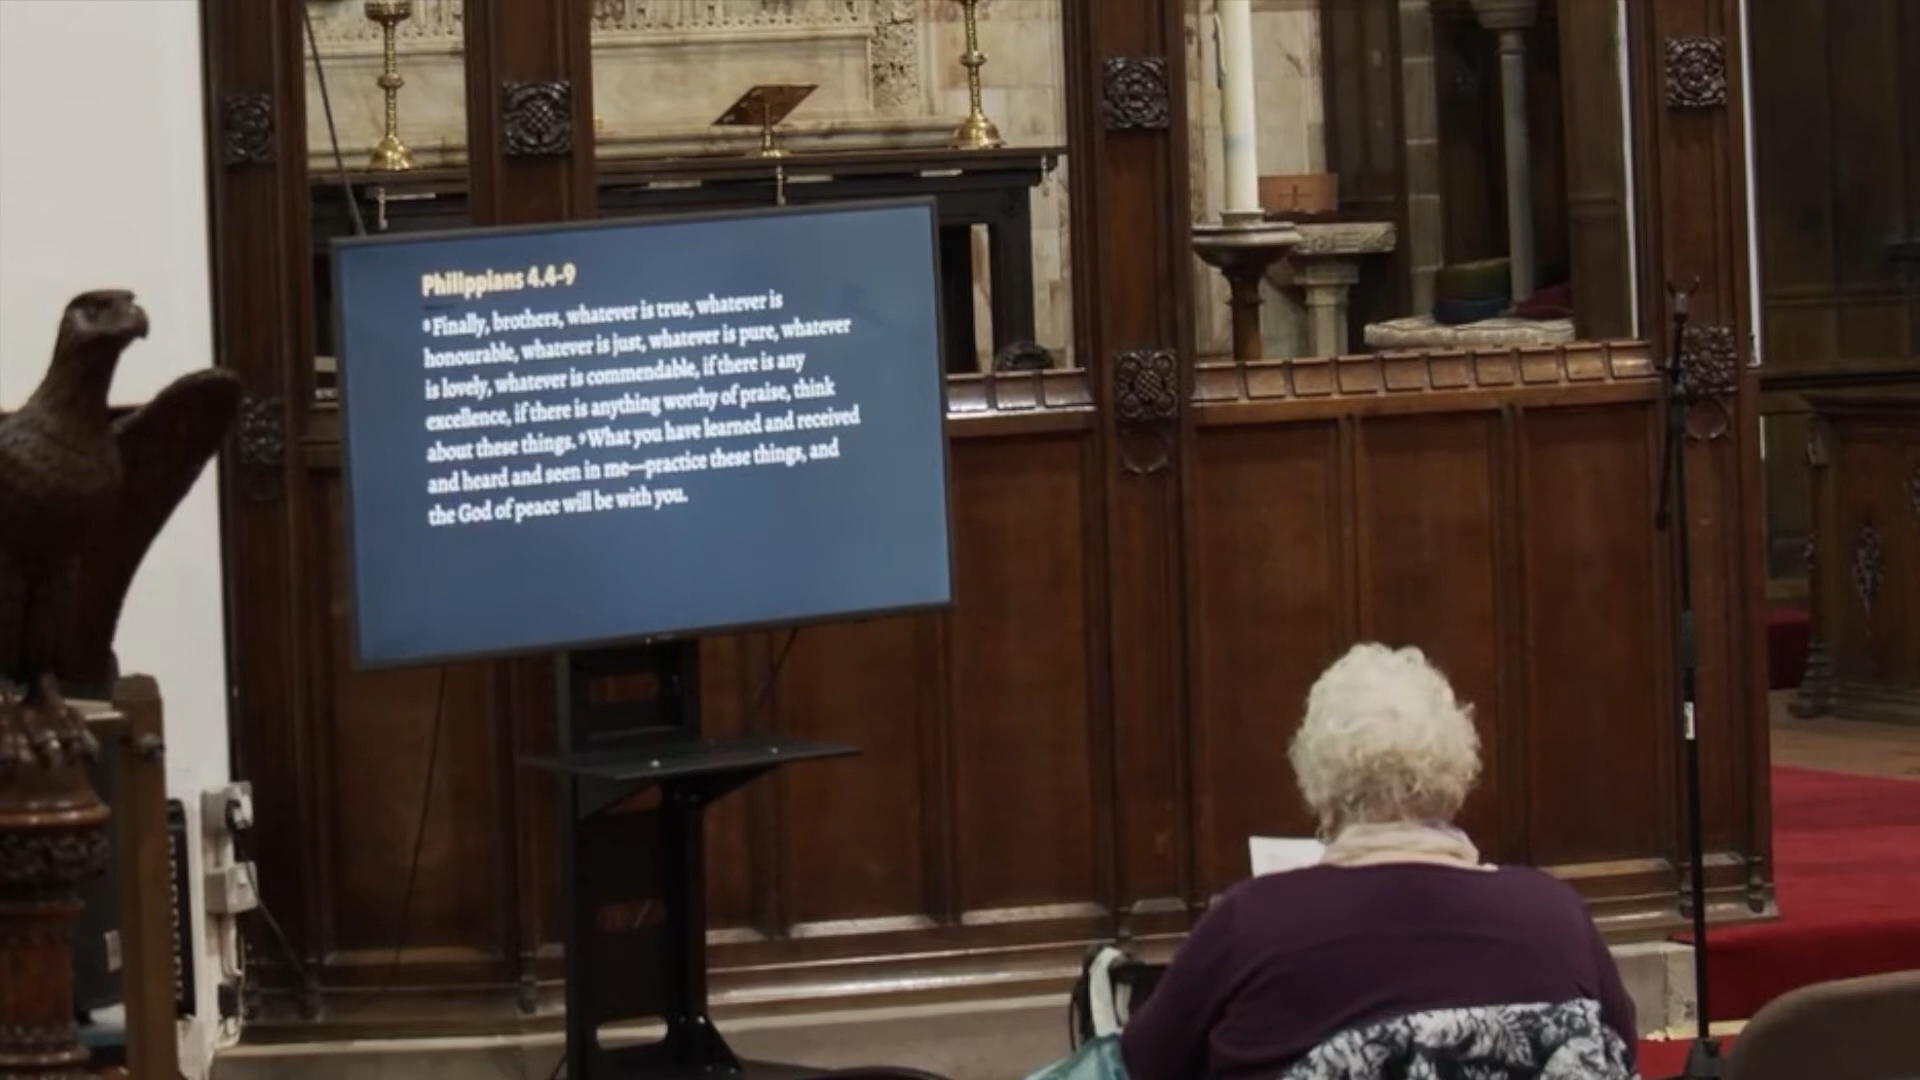 Philippians 4.4-9
⁸ Finally, brothers, whatever is true, whatever is
honourable, whatever is just, whatever is pure, whatever
is lovely, whatever is commendable, if there is any
excellence, if there is anything worthy of praise, think
about these things. ⁹ What you have learned and received
and heard and seen in me—practice these things, and
the God of peace will be with you.